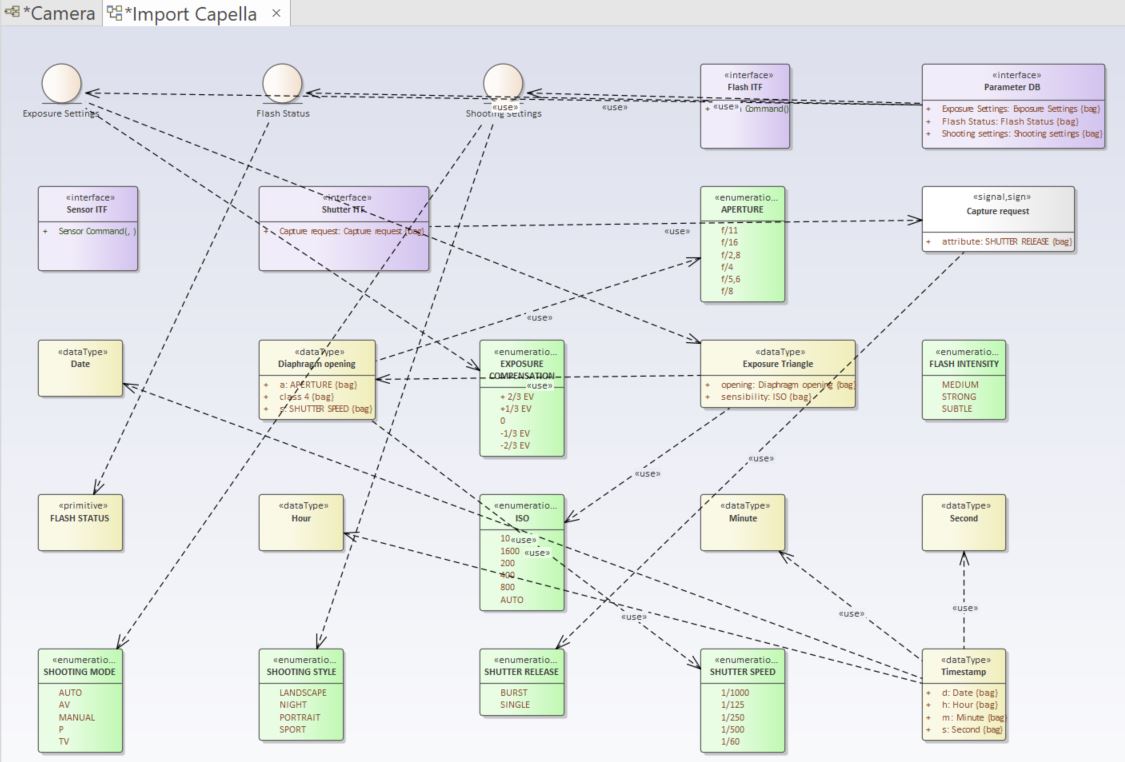 *Camera
*Import Capella ×
Exposure Settings
Flash Status
Shooting settings
«use»
«use»
«use»
«interface»
Flash ITF
+ Command()
«interface»
Parameter DB
+ Exposure Settings: Exposure Settings {bag}
+ Flash Status: Flash Status {bag}
+ Shooting settings: Shooting settings {bag}
«interface»
Sensor ITF
+ Sensor Command(, )
«interface»
Shutter ITF
+ Capture request: Capture request {bag}
«use»
«enumeratio...
APERTURE
f/11
f/16
f/2,8
f/4
f/5,6
f/8
«signal,sign»
Capture request
+ attribute: SHUTTER RELEASE {bag}
«use»
«dataType»
Date
«dataType»
Diaphragm opening
+ a: APERTURE {bag}
+ class 4 {bag}
+ s: SHUTTER SPEED {bag}
«enumeratio...
EXPOSURE
COMPENSATION
«use»
+ 2/3 EV
+1/3 EV
0
-1/3 EV
-2/3 EV
«dataType»
Exposure Triangle
+ opening: Diaphragm opening {bag}
+ sensibility: ISO {bag}
«enumeratio...
FLASH INTENSITY
MEDIUM
STRONG
SUBTLE
«use»
«use»
«primitive»
FLASH STATUS
«dataType»
Hour
«enumeratio...
ISO
10
«use»
1600
«use»
200
400
800
AUTO
«dataType»
Minute
«dataType»
Second
«use»
«use»
«use»
«enumeratio...
SHOOTING MODE
AUTO
AV
MANUAL
P
TV
«enumeratio...
SHOOTING STYLE
LANDSCAPE
NIGHT
PORTRAIT
SPORT
«enumeratio...
SHUTTER RELEASE
BURST
SINGLE
«enumeratio...
SHUTTER SPEED
1/1000
1/125
1/250
1/500
1/60
«dataType»
Timestamp
+ d: Date {bag}
+ h: Hour {bag}
+ m: Minute {bag}
+ s: Second {bag}